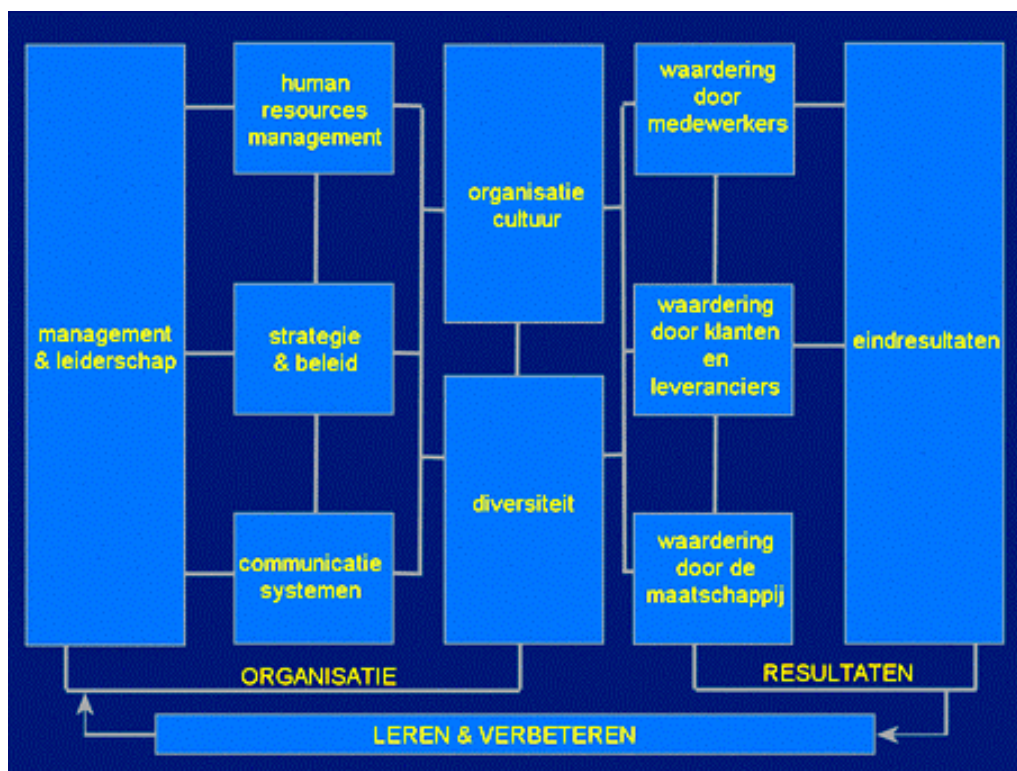 management
& leiderschap
human
resources
management
strategie
& beleid
communicatie
systemen
organisatie
cultuur
diversiteit
waardering
door
medewerkers
waardering
door klanten
en
leveranciers
waardering
door de
maatschappij
eindresultaten
ORGANISATIE
RESULTATEN
LEREN & VERBETEREN